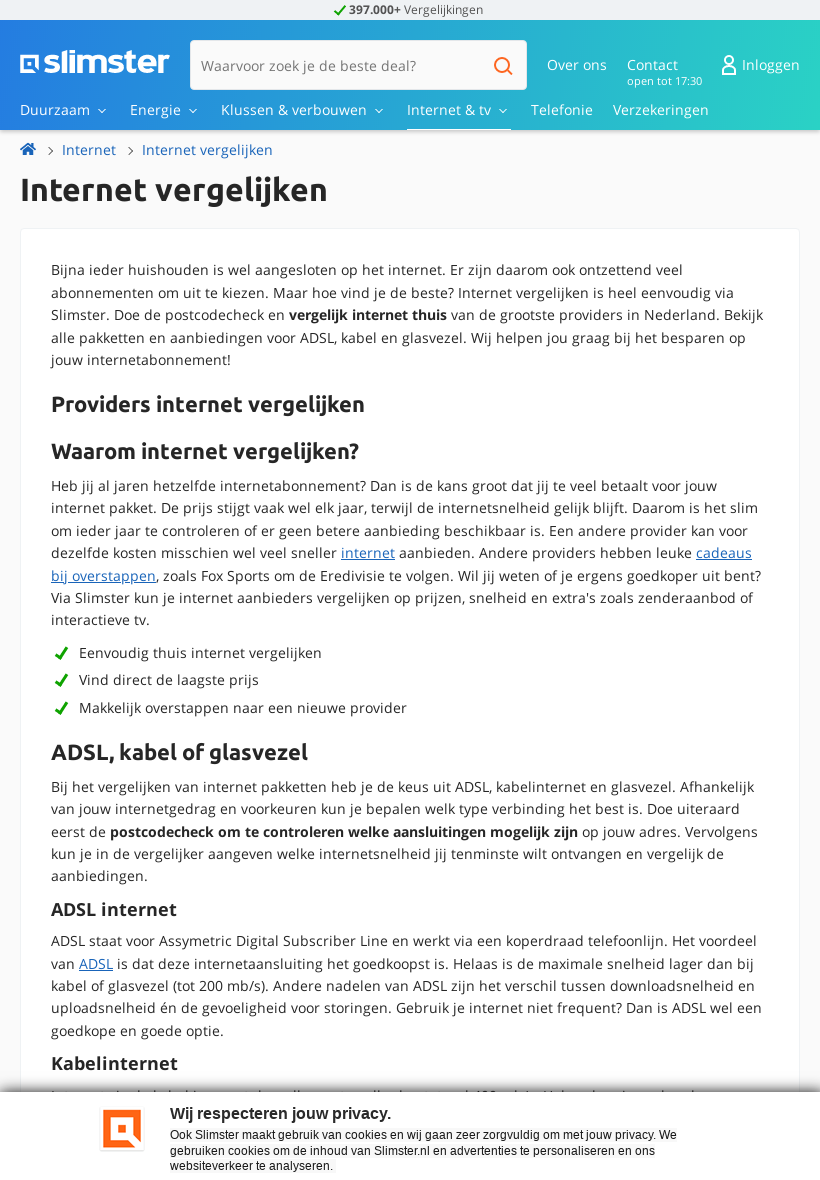 397.000+ Vergelijkingen
slimster
Waarvoor zoek je de beste deal?
Over ons
Contact
open tot 17:30
Inloggen
Duurzaam
Energie
Klussen & verbouwen
Internet & tv
Telefonie
Verzekeringen
Internet
Internet vergelijken
Internet vergelijken
Bijna ieder huishouden is wel aangesloten op het internet. Er zijn daarom ook ontzettend veel
abonnementen om uit te kiezen. Maar hoe vind je de beste? Internet vergelijken is heel eenvoudig via
Slimster. Doe de postcodecheck en vergelijk internet thuis van de grootste providers in Nederland. Bekijk
alle pakketten en aanbiedingen voor ADSL, kabel en glasvezel. Wij helpen jou graag bij het besparen op
jouw internetabonnement!
Providers internet vergelijken
Waarom internet vergelijken?
Heb jij al jaren hetzelfde internetabonnement? Dan is de kans groot dat jij te veel betaalt voor jouw
internet pakket. De prijs stijgt vaak wel elk jaar, terwijl de internetsnelheid gelijk blijft. Daarom is het slim
om ieder jaar te controleren of er geen betere aanbieding beschikbaar is. Een andere provider kan voor
dezelfde kosten misschien wel veel sneller internet aanbieden. Andere providers hebben leuke cadeaus
bij overstappen, zoals Fox Sports om de Eredivisie te volgen. Wil jij weten of je ergens goedkoper uit bent?
Via Slimster kun je internet aanbieders vergelijken op prijzen, snelheid en extra's zoals zenderaanbod of
interactieve tv.
Eenvoudig thuis internet vergelijken
Vind direct de laagste prijs
Makkelijk overstappen naar een nieuwe provider
ADSL, kabel of glasvezel
Bij het vergelijken van internet pakketten heb je de keus uit ADSL, kabelinternet en glasvezel. Afhankelijk
van jouw internetgedrag en voorkeuren kun je bepalen welk type verbinding het best is. Doe uiteraard
eerst de postcodecheck om te controleren welke aansluitingen mogelijk zijn op jouw adres. Vervolgens
kun je in de vergelijker aangeven welke internetsnelheid jij tenminste wilt ontvangen en vergelijk de
aanbiedingen.
ADSL internet
ADSL staat voor Assymetric Digital Subscriber Line en werkt via een koperdraad telefoonlijn. Het voordeel
van ADSL is dat deze internetaansluiting het goedkoopst is. Helaas is de maximale snelheid lager dan bij
kabel of glasvezel (tot 200 mb/s). Andere nadelen van ADSL zijn het verschil tussen downloadsnelheid en
uploadsnelheid én de gevoeligheid voor storingen. Gebruik je internet niet frequent? Dan is ADSL wel een
goedkope en goede optie.
Kabelinternet
Wij respecteren jouw privacy.
Ook Slimster maakt gebruik van cookies en wij gaan zeer zorgvuldig om met jouw privacy. We
gebruiken cookies om de inhoud van Slimster.nl en advertenties te personaliseren en ons
websiteverkeer te analyseren.